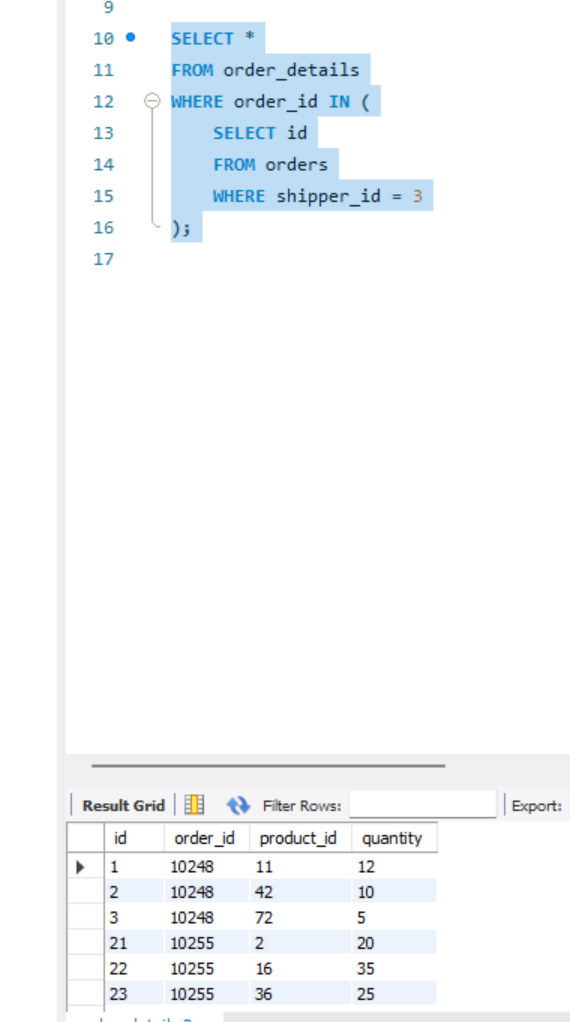 9
10 SELECT *
11 FROM order_details
12 WHERE order_id IN (
13 SELECT id
14 FROM orders
15 WHERE shipper_id = 3
16 );
17
Result Grid Filter Rows: Export:
id order_id product_id quantity
1 10248 11 12
2 10248 42 10
3 10248 72 5
21 10255 2 20
22 10255 16 35
23 10255 36 25